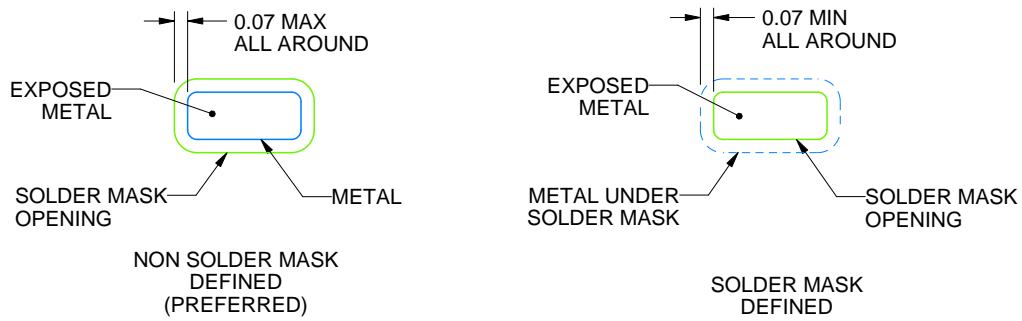 0.07 MAX
ALL AROUND
EXPOSED
METAL
SOLDER MASK
OPENING
METAL
NON SOLDER MASK
DEFINED
(PREFERRED)
0.07 MIN
ALL AROUND
EXPOSED
METAL
METAL UNDER
SOLDER MASK
SOLDER MASK
OPENING
SOLDER MASK
DEFINED